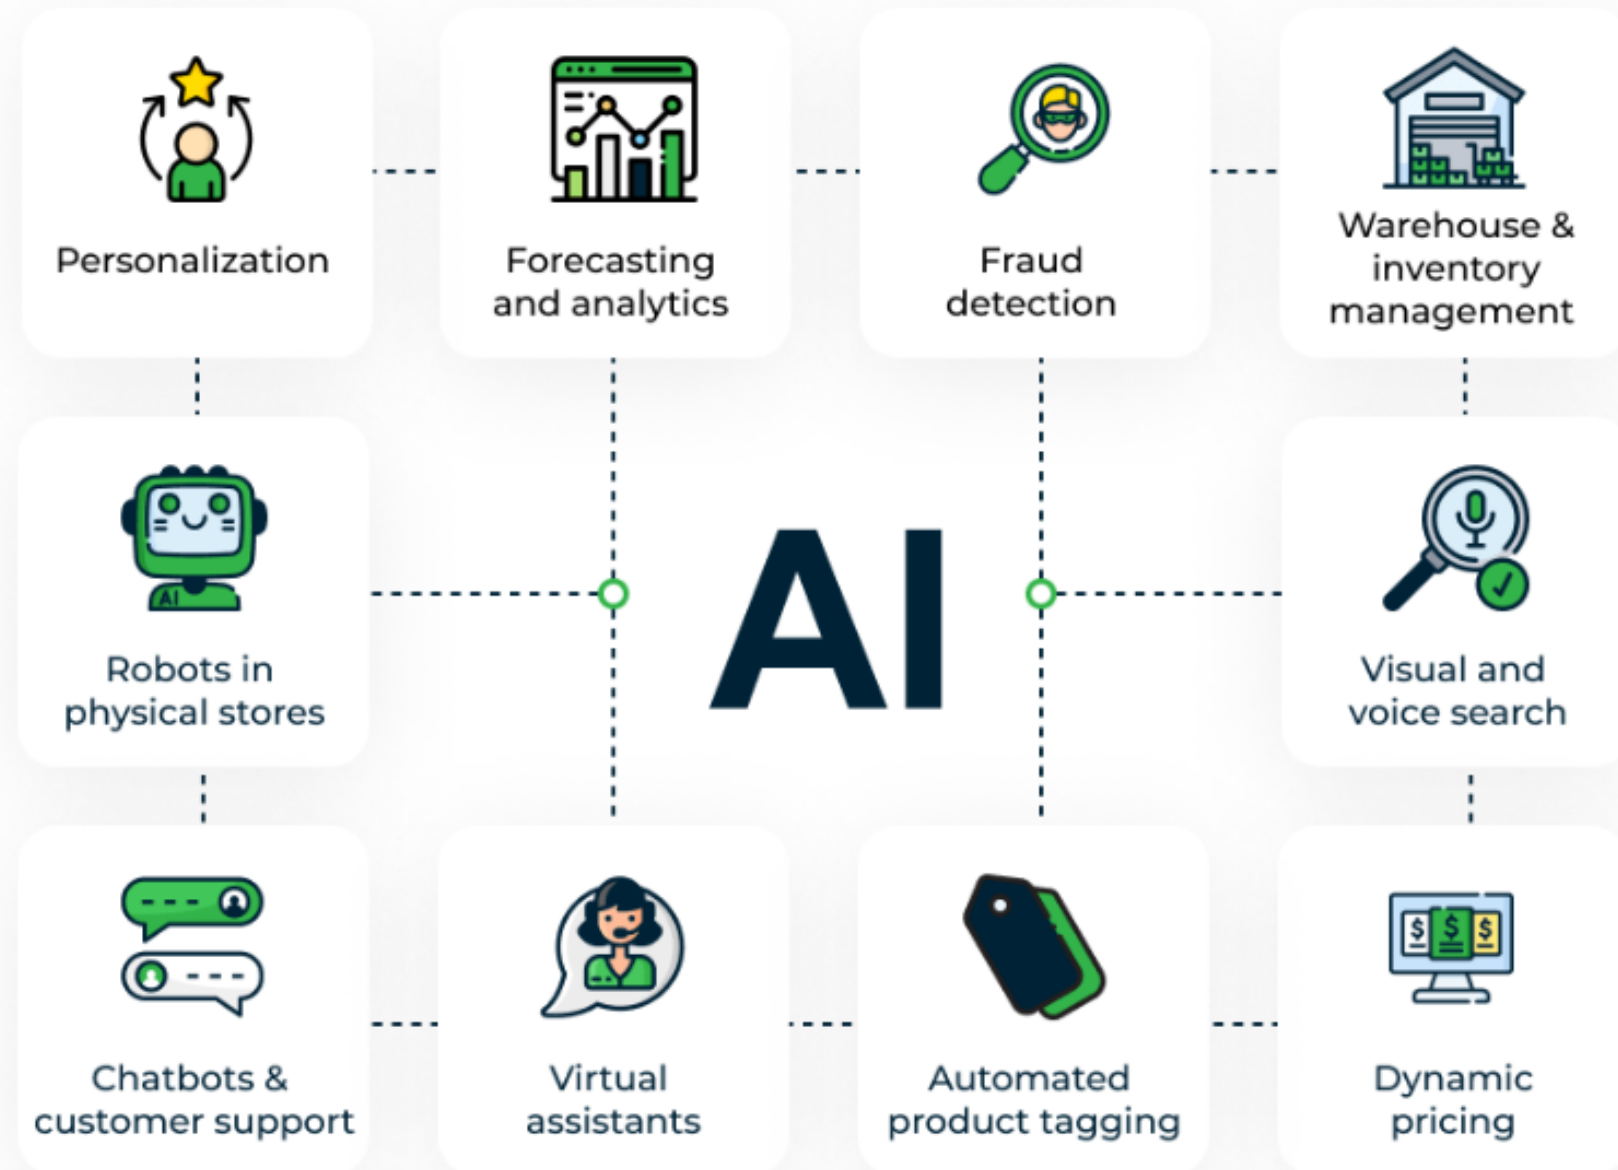 Personalization
Forecasting
and analytics
Fraud
detection
Warehouse &
inventory
management
AI
Robots in
physical stores
AI
Visual and
voice search
Chatbots &
customer support
Virtual
assistants
Automated
product tagging
Dynamic
pricing
$ $ $